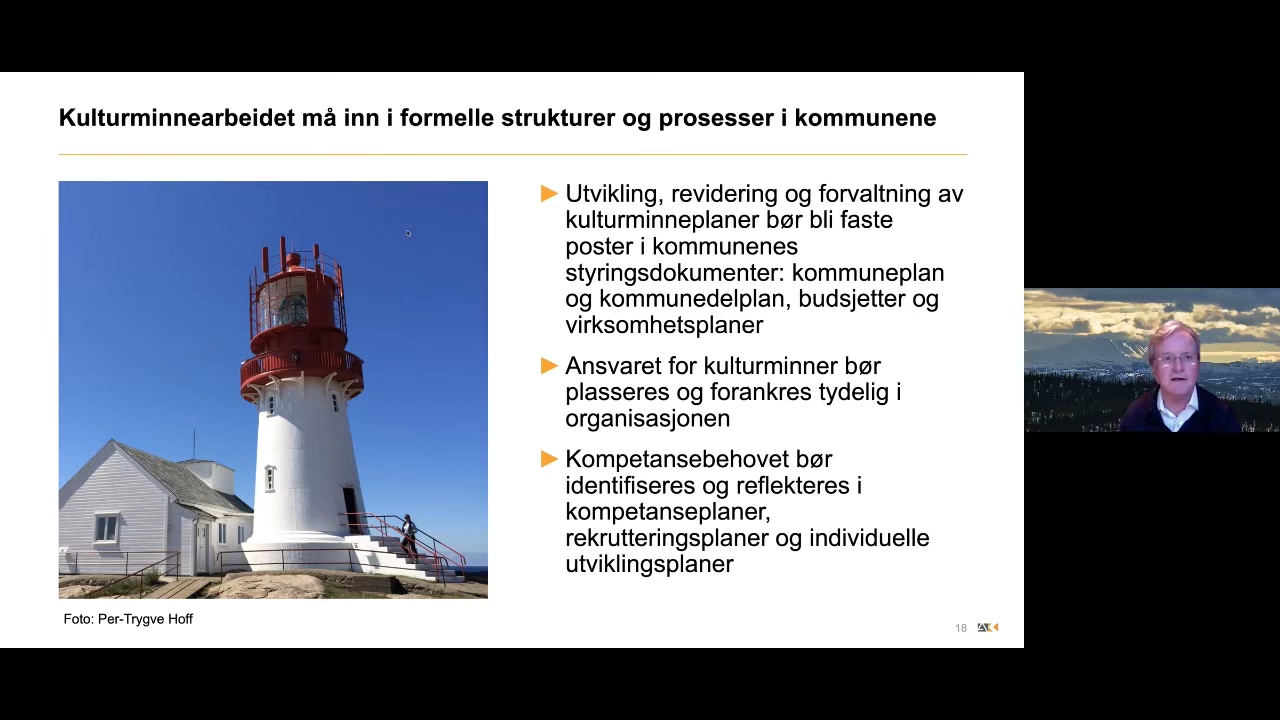 Kulturminnearbeidet må inn i formelle strukturer og prosesser i kommunene
Utvikling, revidering og forvaltning av
kulturminneplaner bør bli faste
poster i kommunenes
styringsdokumenter: kommuneplan
og kommunedelplan, budsjetter og
virksomhetsplaner
Ansvaret for kulturminner bør
plasseres og forankres tydelig i
organisasjonen
Kompetansebehovet bør
identifiseres og reflekteres i
kompetanseplaner,
rekrutteringsplaner og individuelle
utviklingsplaner
Foto: Per-Trygve Hoff
18